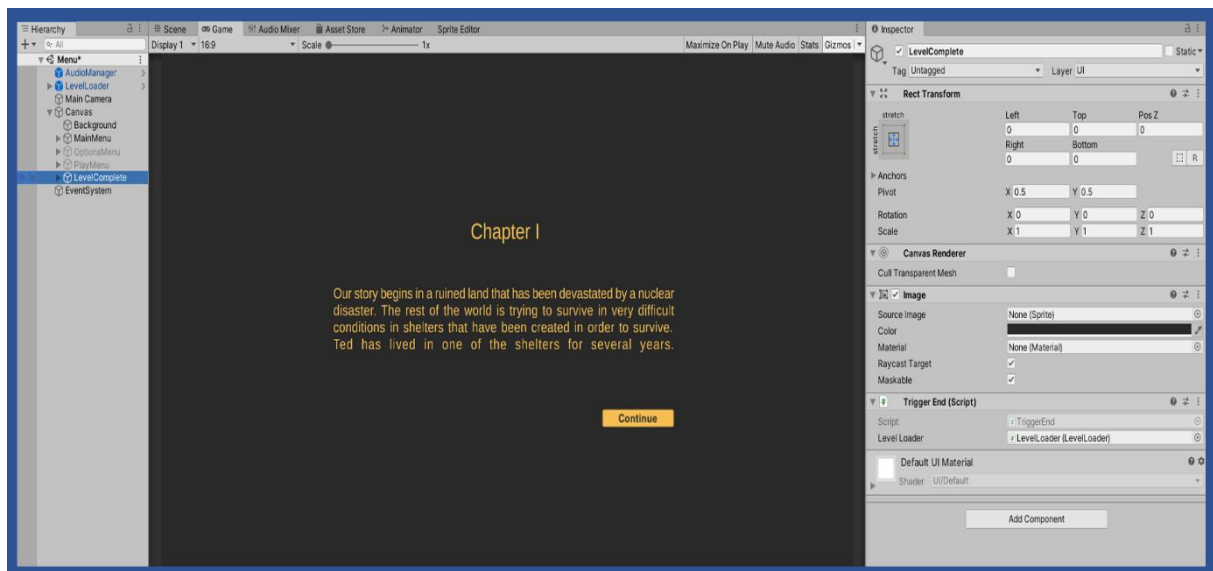 Hierarchy
Scene Game Audio Mixer Asset Store Animator Sprite Editor
Inspector
All
Display 1 16:9 Scale 1x Maximize On Play Mute Audio Stats Gizmos
LevelComplete Static
Tag Untagged Layer UI
Menu*
AudioManager
LevelLoader
Main Camera
Canvas
Background
MainMenu
OptionsMenu
PlayMenu
LevelComplete
EventSystem
Chapter I
Our story begins in a ruined land that has been devastated by a nuclear
disaster. The rest of the world is trying to survive in very difficult
conditions in shelters that have been created in order to survive.
Ted has lived in one of the shelters for several years.
Continue
Rect Transform
stretch Left Top Pos Z
stretch
0 0 0
Right Bottom
0 0 R
Anchors
Pivot X 0.5 Y 0.5
Rotation X 0 Y 0 Z 0
Scale X 1 Y 1 Z 1
Canvas Renderer
Cull Transparent Mesh
Image
Source Image None (Sprite)
Color
Material None (Material)
Raycast Target
Maskable
# Trigger End (Script)
Script # TriggerEnd
Level Loader # LevelLoader (LevelLoader)
Default UI Material
Shader UI/Default
Add Component